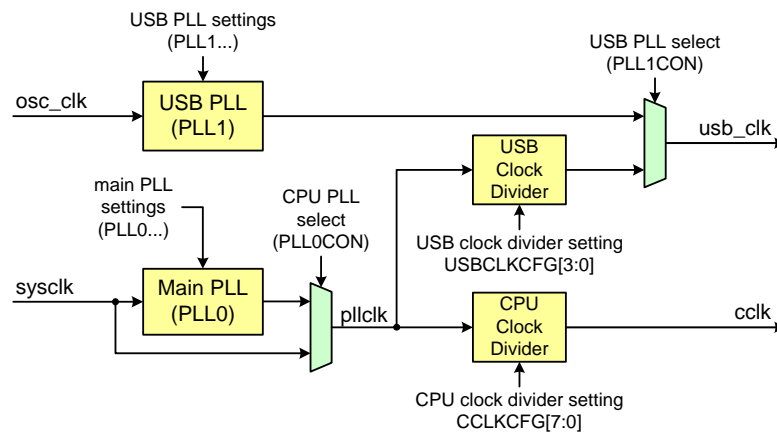 USB PLL settings
(PLL1...)
USB PLL select
(PLL1CON)
osc_clk
USB PLL
(PLL1)
usb_clk
USB
Clock
Divider
main PLL
settings
(PLL0...)
CPU PLL
select
(PLL0CON)
USB clock divider setting
USBCLKCFG[3:0]
sysclk
Main PLL
(PLL0)
pllclk
CPU
Clock
Divider
cclk
CPU clock divider setting
CCLKCFG[7:0]